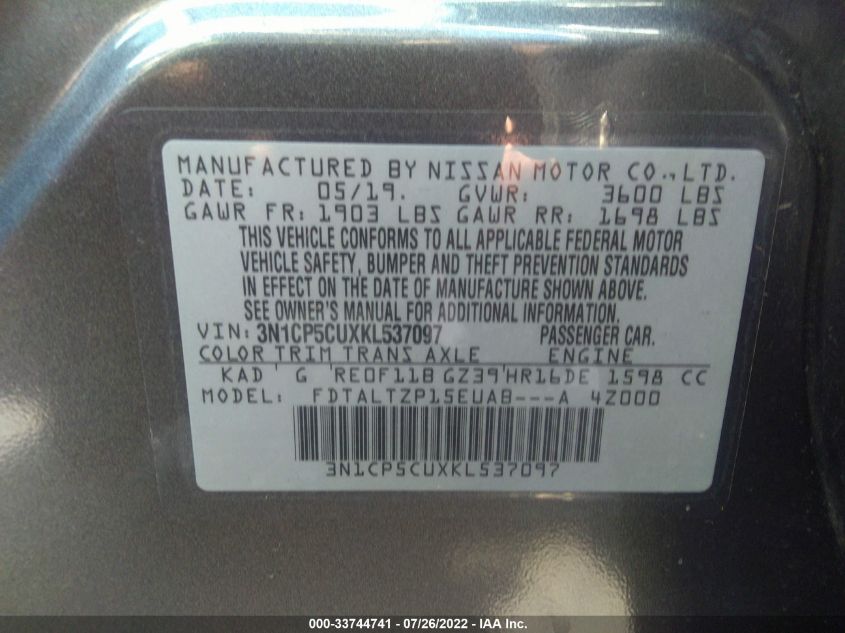 MANUFACTURED BY NISSAN MOTOR CO.,LTD.
DATE: 05/19. GVWR: 3600 LBS
GAWR FR: 1903 LBS GAWR RR: 1698 LBS
THIS VEHICLE CONFORMS TO ALL APPLICABLE FEDERAL MOTOR
VEHICLE SAFETY, BUMPER AND THEFT PREVENTION STANDARDS
IN EFFECT ON THE DATE OF MANUFACTURE SHOWN ABOVE.
SEE OWNER'S MANUAL FOR ADDITIONAL INFORMATION.
VIN: 3N1CP5CUXKL537097 PASSENGER CAR.
COLOR TRIM TRANS AXLE ENGINE
KAD G RE0F11B GZ39 HR16DE 1598 CC
MODEL: FDTALTZP15EUAB---A 4Z000
3N1CP5CUXKL537097
000-33744741 - 07/26/2022 - IAA Inc.